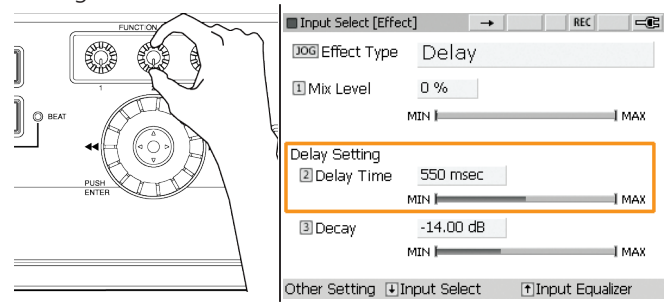 FUNCTION
1
BEAT
PUSH
ENTER
Input Select [Effect] → REC
JOG Effect Type Delay
1 Mix Level 0 %
MIN MAX
Delay Setting
2 Delay Time 550 msec
MIN MAX
3 Decay -14.00 dB
MIN MAX
Other Setting ↓ Input Select ↑ Input Equalizer